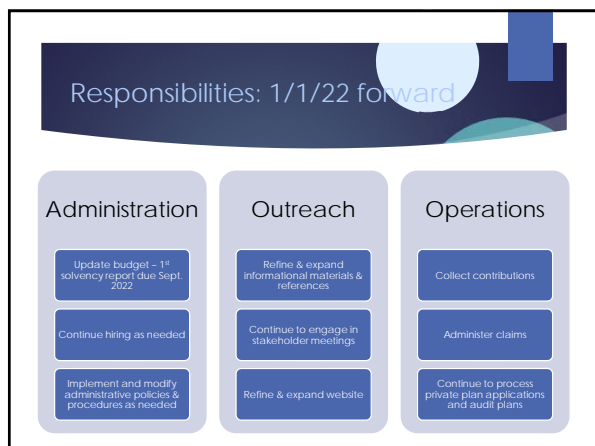 Responsibilities: 1/1/22 forward
Administration
Update budget – 1st
solvency report due Sept.
2022
Continue hiring as needed
Implement and modify
administrative policies &
procedures as needed
Outreach
Refine & expand
informational materials &
references
Continue to engage in
stakeholder meetings
Refine & expand website
Operations
Collect contributions
Administer claims
Continue to process
private plan applications
and audit plans